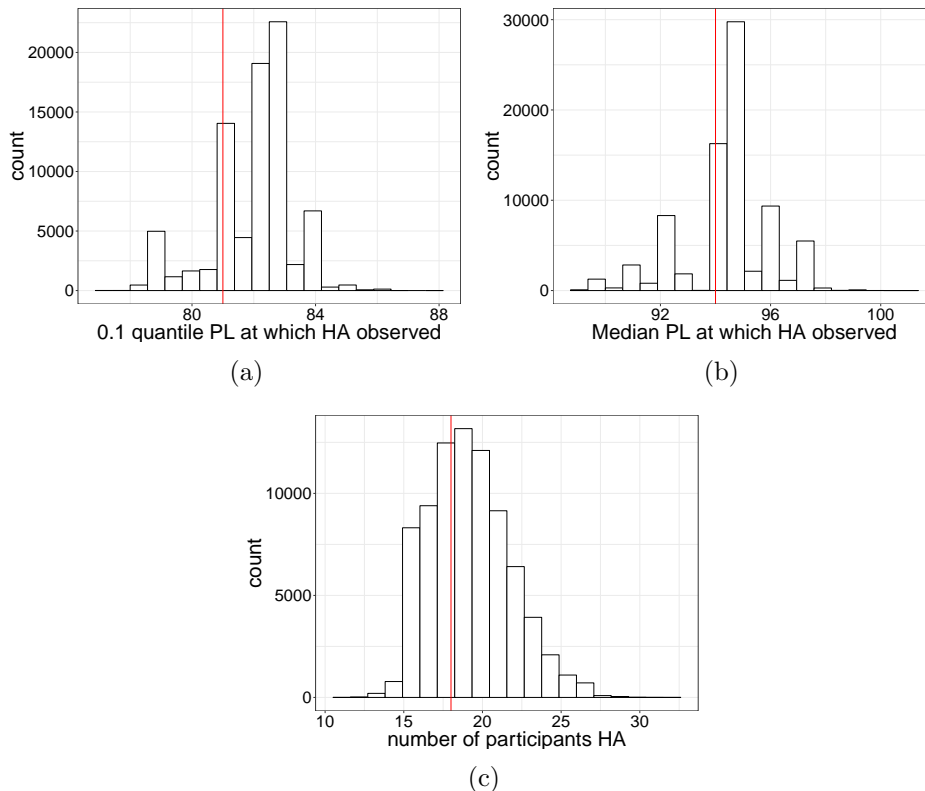 20000
15000
10000
5000
0
count
80
84
88
0.1 quantile PL at which HA observed
(a)
30000
20000
10000
0
count
92
96
100
Median PL at which HA observed
(b)
10000
5000
0
count
10
15
20
25
30
number of participants HA
(c)